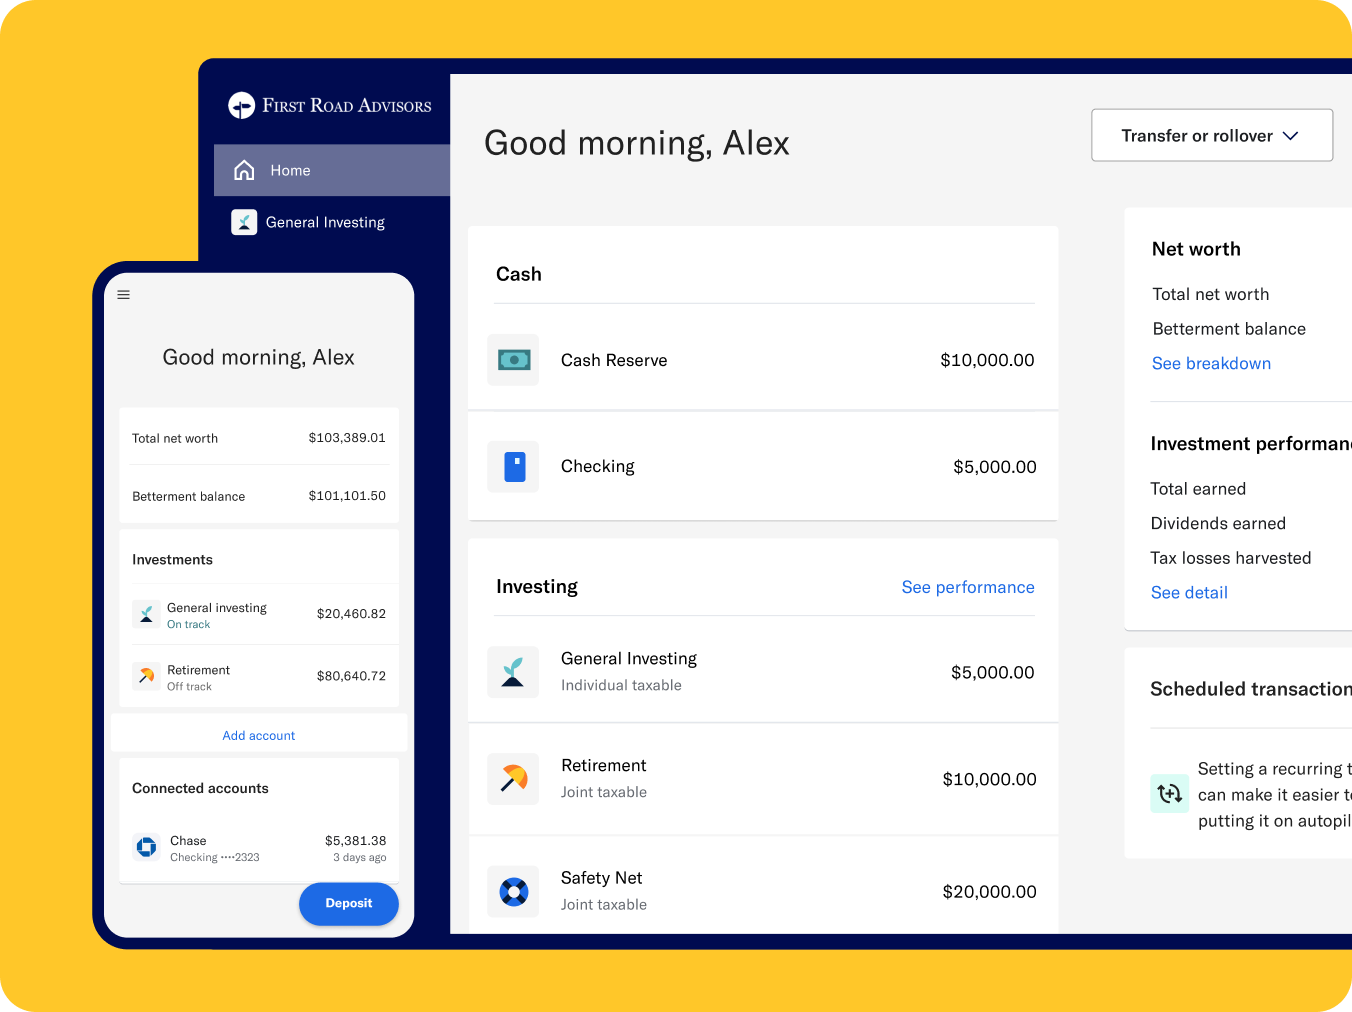 FIRST ROAD ADVISORS
Home
General Investing
Good morning, Alex
Transfer or rollover
Cash
Cash Reserve $10,000.00
Checking $5,000.00
Investing See performance
General Investing $5,000.00
Individual taxable
Retirement $10,000.00
Joint taxable
Safety Net $20,000.00
Joint taxable
Net worth
Total net worth
Betterment balance
See breakdown
Investment performan
Total earned
Dividends earned
Tax losses harvested
See detail
Scheduled transaction
Setting a recurring t
can make it easier to
putting it on autopil
Good morning, Alex
Total net worth $103,389.01
Betterment balance $101,101.50
Investments
General investing $20,460.82
On track
Retirement $80,640.72
Off track
Add account
Connected accounts
Chase $5,381.38
Checking ····2323 3 days ago
Deposit